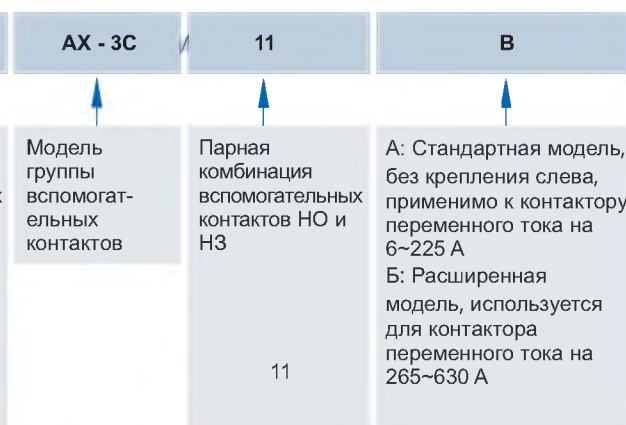 AX - 3C / 11 B
Модель
группы
вспомогат-
ельных
контактов
Парная
комбинация
вспомогательных
контактов НО и
НЗ
11
А: Стандартная модель,
без крепления слева,
применимо к контактору
переменного тока на
6~225 А
Б: Расширенная
модель, используется
для контактора
переменного тока на
265~630 А